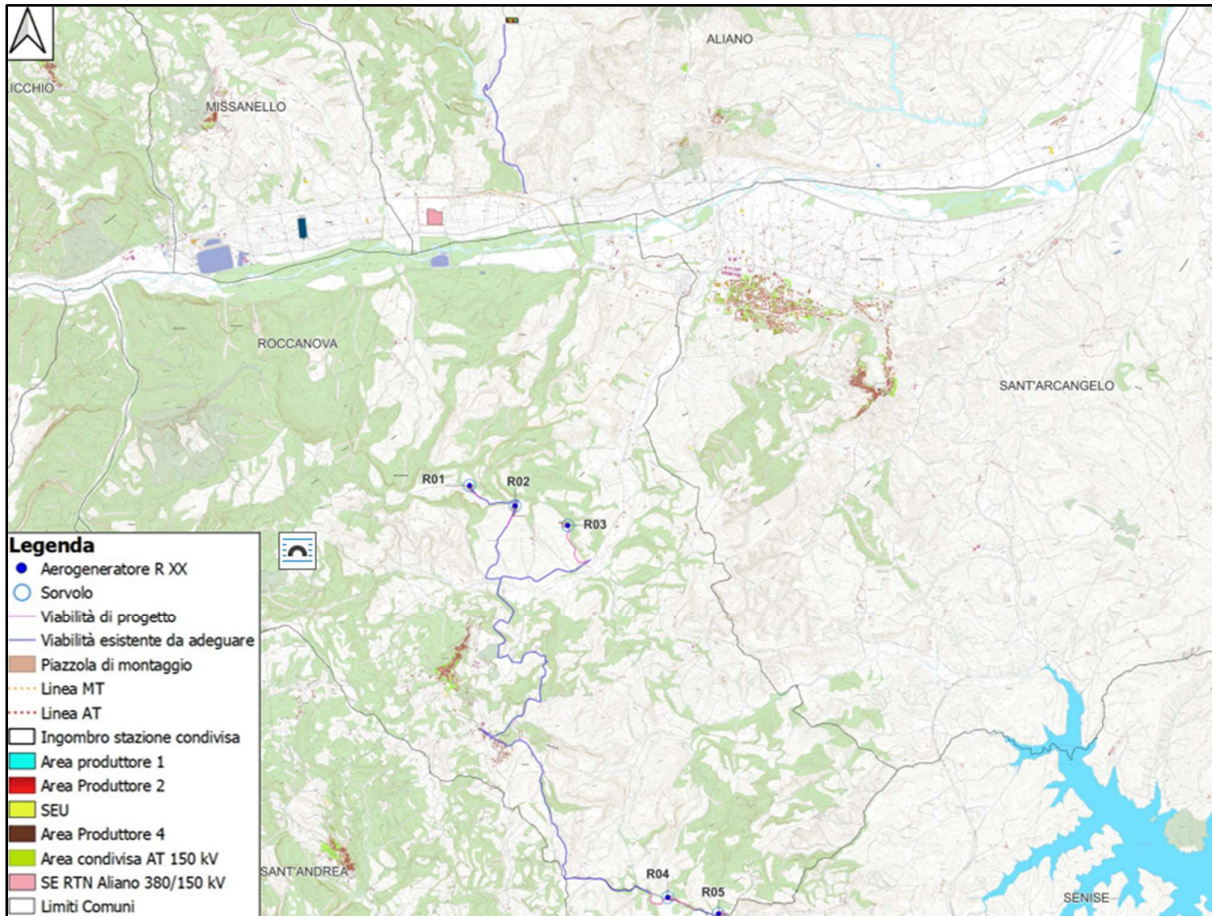 ALIANO
ICCHIO
MISSANELLO
ROCCANOVA
SANT'ARCANGELO
R01
R02
R03
Legenda
Aerogeneratore R XX
Sorvolo
Viabilità di progetto
Viabilità esistente da adeguare
Piazzola di montaggio
Linea MT
Linea AT
Ingombro stazione condivisa
Area produttore 1
Area Produttore 2
SEU
Area Produttore 4
Area condivisa AT 150 kV
SE RTN Aliano 380/150 kV
Limiti Comuni
SANT'ANDREA
R04
R05
SENISE